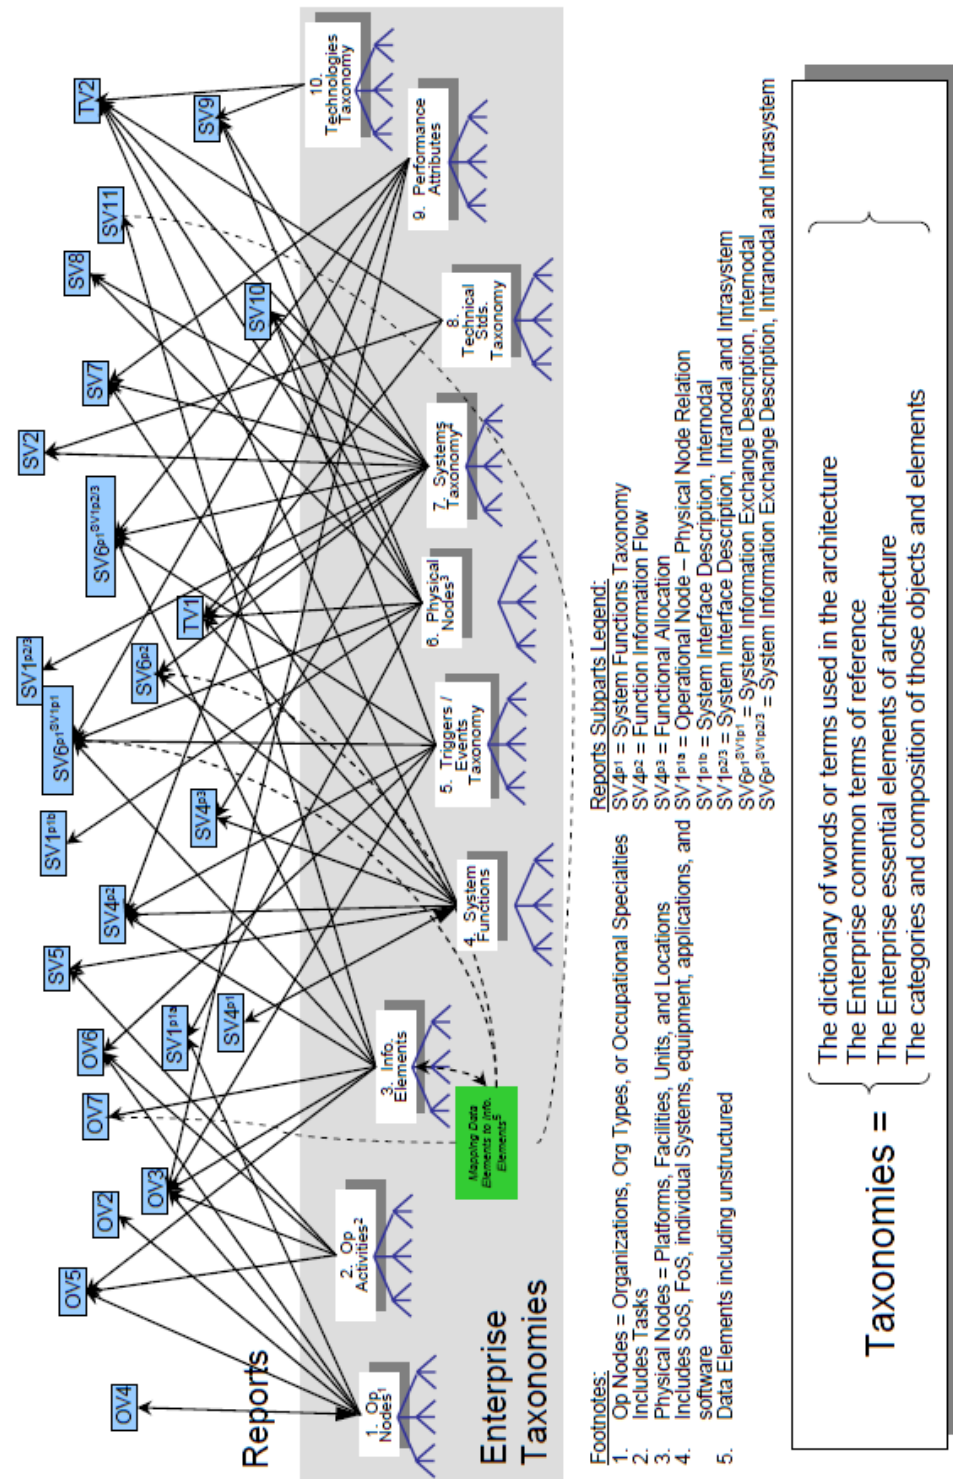 Reports
OV4
OV5
OV2
OV3
OV7
OV6
SV1p1a
SV4p1
SV5
SV4p2
SV4p3
SV1p1b
SV6p1SV1p1
SV1p2/3
SV6p2
TV1
SV6p1SV1p2/3
SV2
SV7
SV10
SV8
SV11
SV9
TV2
Enterprise
Taxonomies
1. Op
Nodes1
2. Op
Activities2
3. Info.
Elements
Mapping Data
Elements to Info.
Elements5
4. System
Functions
5. Triggers /
Events
Taxonomy
6. Physical
Nodes3
7. Systems
Taxonomy2
8.
Technical
Stds.
Taxonomy
9. Performance
Attributes
10.
Technologies
Taxonomy
Footnotes:
1. Op Nodes = Organizations, Org Types, or Occupational Specialties
2. Includes Tasks
3. Physical Nodes = Platforms, Facilities, Units, and Locations
4. Includes SoS, FoS, individual Systems, equipment, applications, and
software
5. Data Elements including unstructured
Reports Subparts Legend:
SV4p1 = System Functions Taxonomy
SV4p2 = Function Information Flow
SV4p3 = Functional Allocation
SV1p1a = Operational Node – Physical Node Relation
SV1p1b = System Interface Description, Internodal
SV1p2/3 = System Interface Description, Intranodal and Intrasystem
SV6p1SV1p1 = System Information Exchange Description, Internodal
SV6p1SV1p2/3 = System Information Exchange Description, Intranodal and Intrasystem
Taxonomies =
The dictionary of words or terms used in the architecture
The Enterprise common terms of reference
The Enterprise essential elements of architecture
The categories and composition of those objects and elements